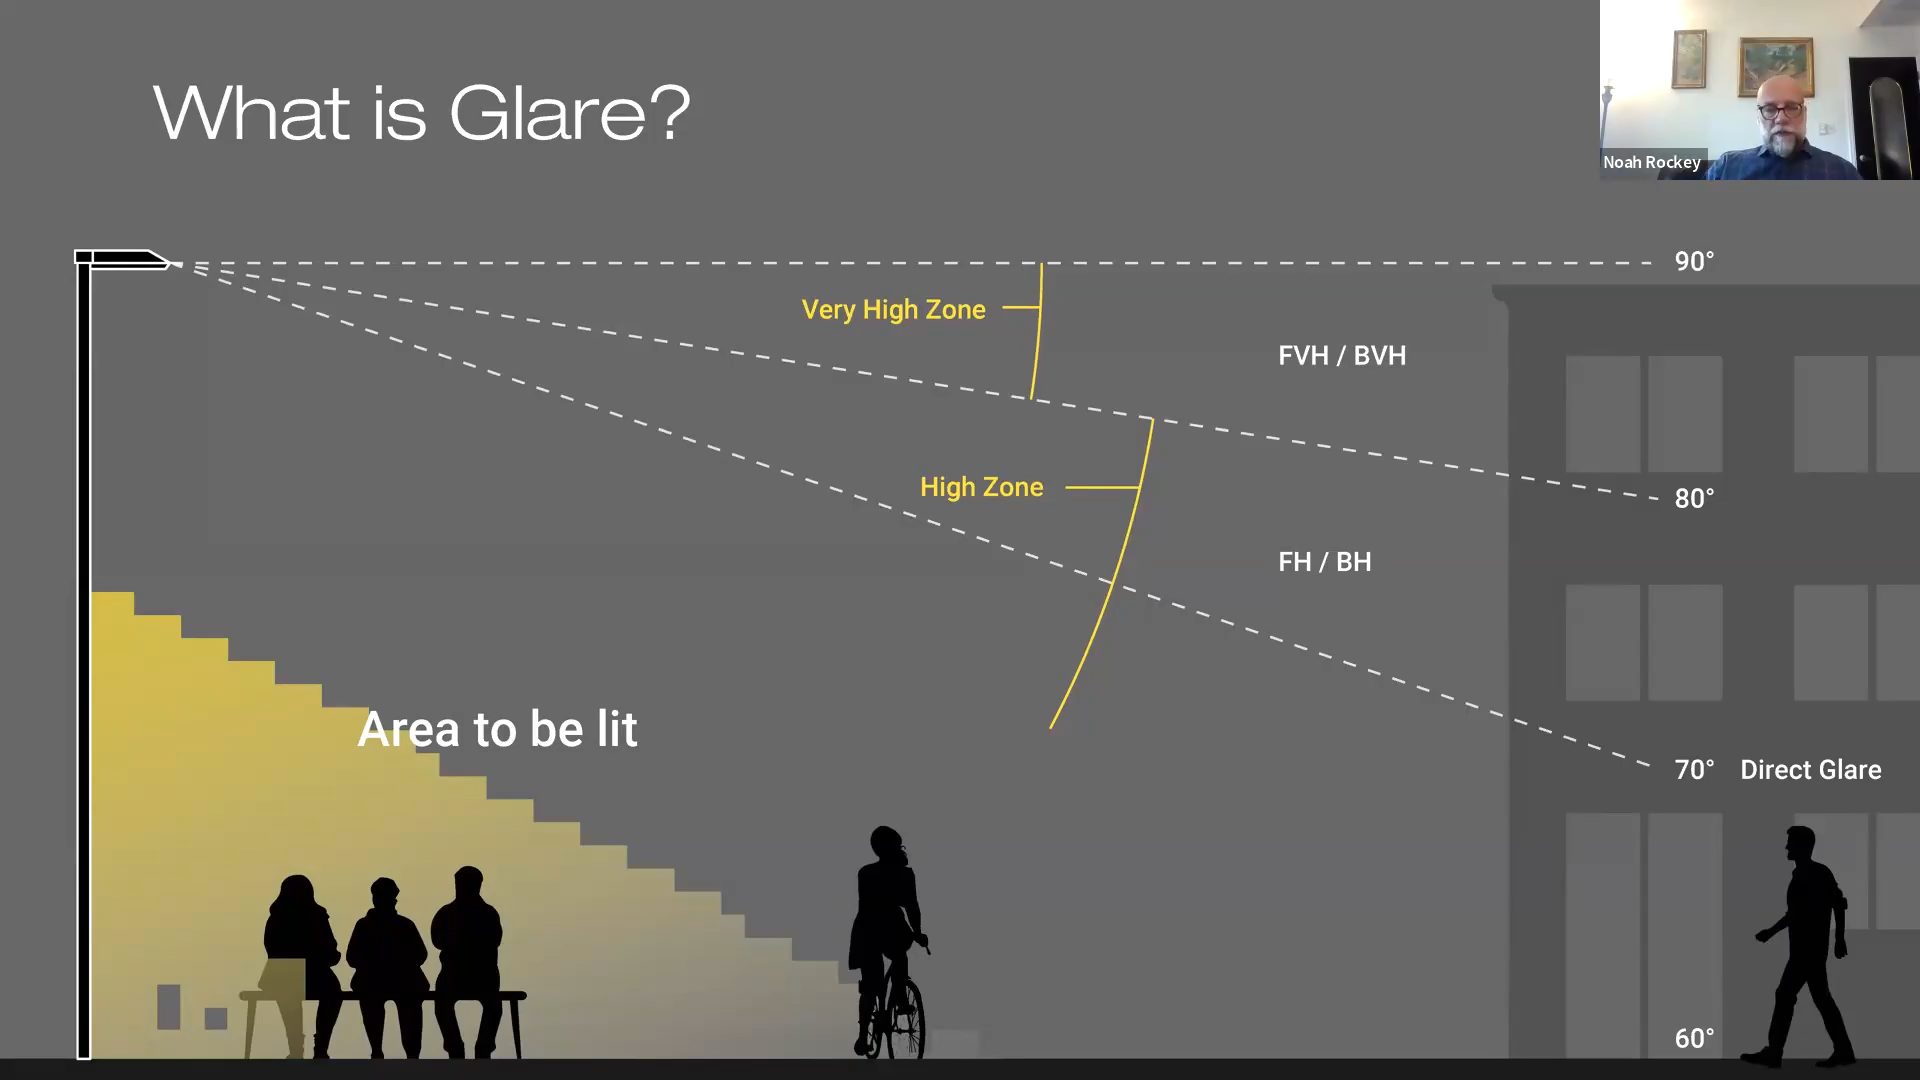 What is Glare?
Noah Rockey
90°
Very High Zone
FVH / BVH
High Zone
80°
FH / BH
Area to be lit
70° Direct Glare
60°